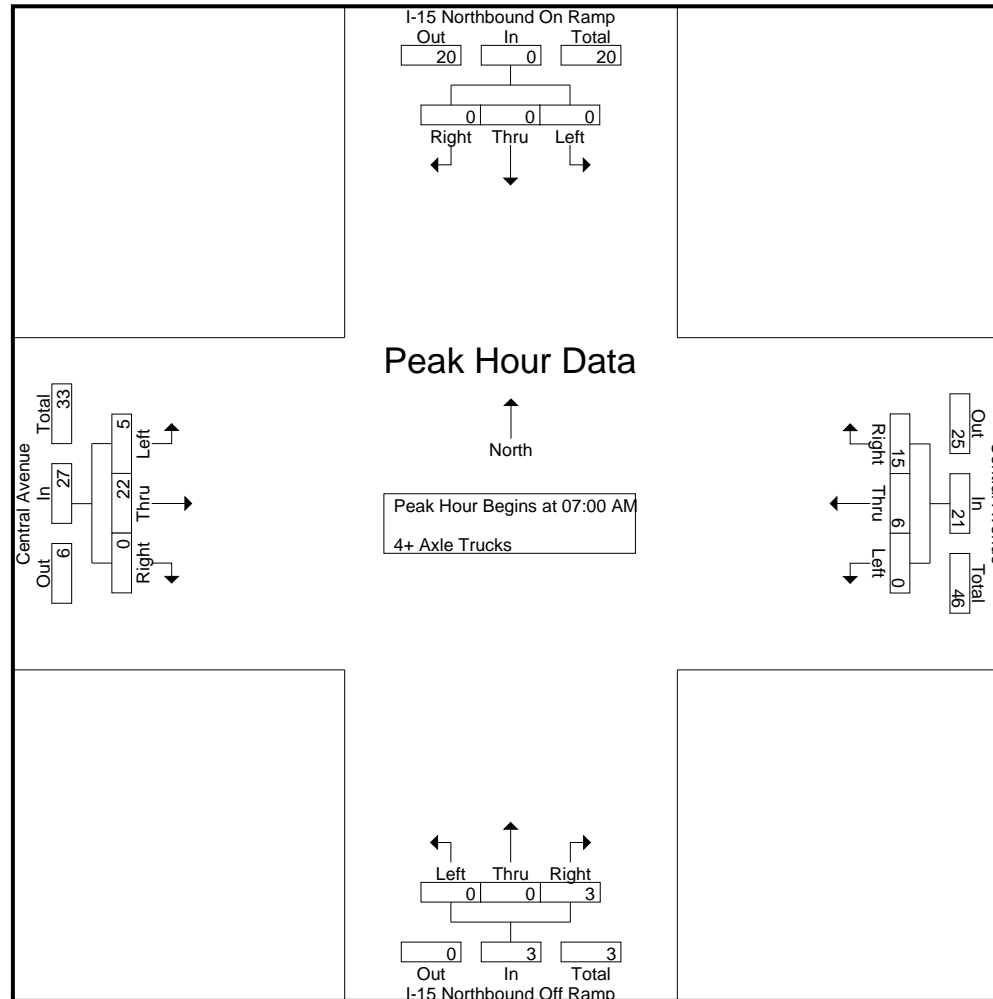 I-15 Northbound On Ramp
Out In Total
20 0 20
0 0 0
Right Thru Left
Peak Hour Data
North
Peak Hour Begins at 07:00 AM
4+ Axle Trucks
Central Avenue
Total In Out
33 27 6
5 22 0
Left Thru Right
Out In Total
25 21 46
15 6 0
Right Thru Left
Left Thru Right
0 0 3
0 3 3
Out In Total
I-15 Northbound Off Ramp